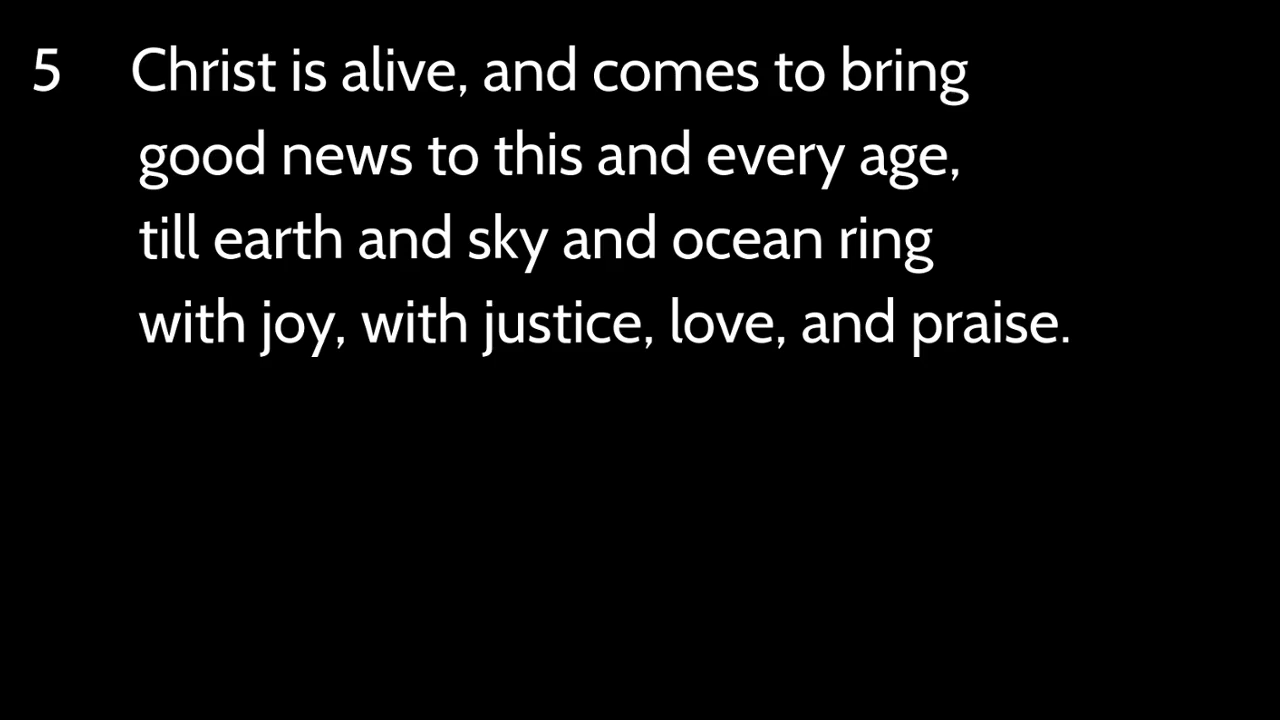 5 Christ is alive, and comes to bring
good news to this and every age,
till earth and sky and ocean ring
with joy, with justice, love, and praise.